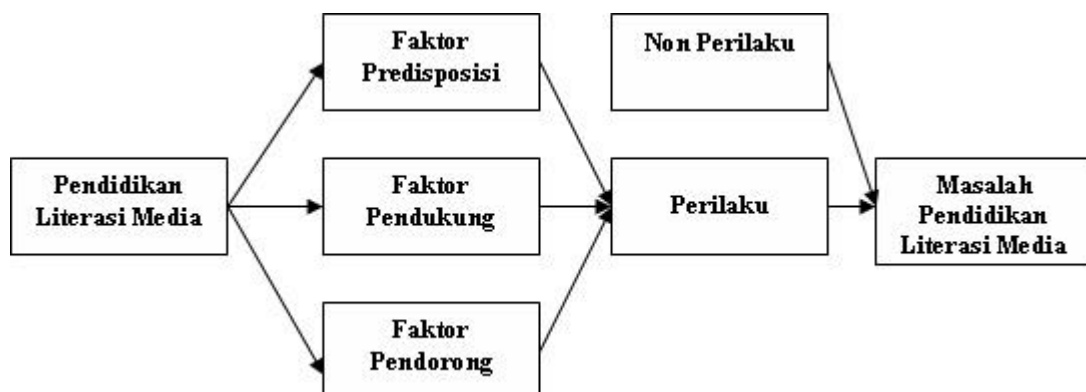 Faktor
Predisposisi
Non Perilaku
Pendidikan
Literasi Media
Faktor
Pendukung
Perilaku
Masalah
Pendidikan
Literasi Media
Faktor
Pendorong